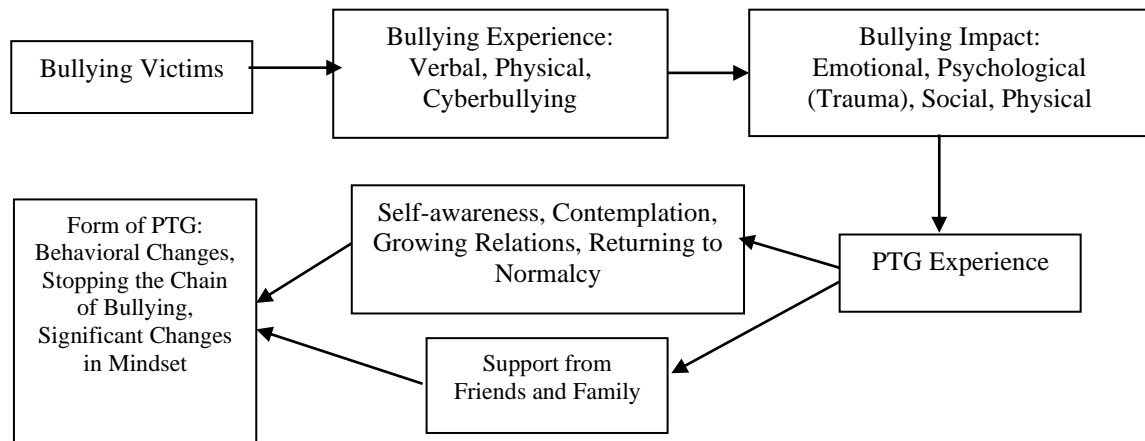 Bullying Victims
Bullying Experience:
Verbal, Physical,
Cyberbullying
Bullying Impact:
Emotional, Psychological
(Trauma), Social, Physical
PTG Experience
Self-awareness, Contemplation,
Growing Relations, Returning to
Normalcy
Support from
Friends and Family
Form of PTG:
Behavioral Changes,
Stopping the Chain
of Bullying,
Significant Changes
in Mindset